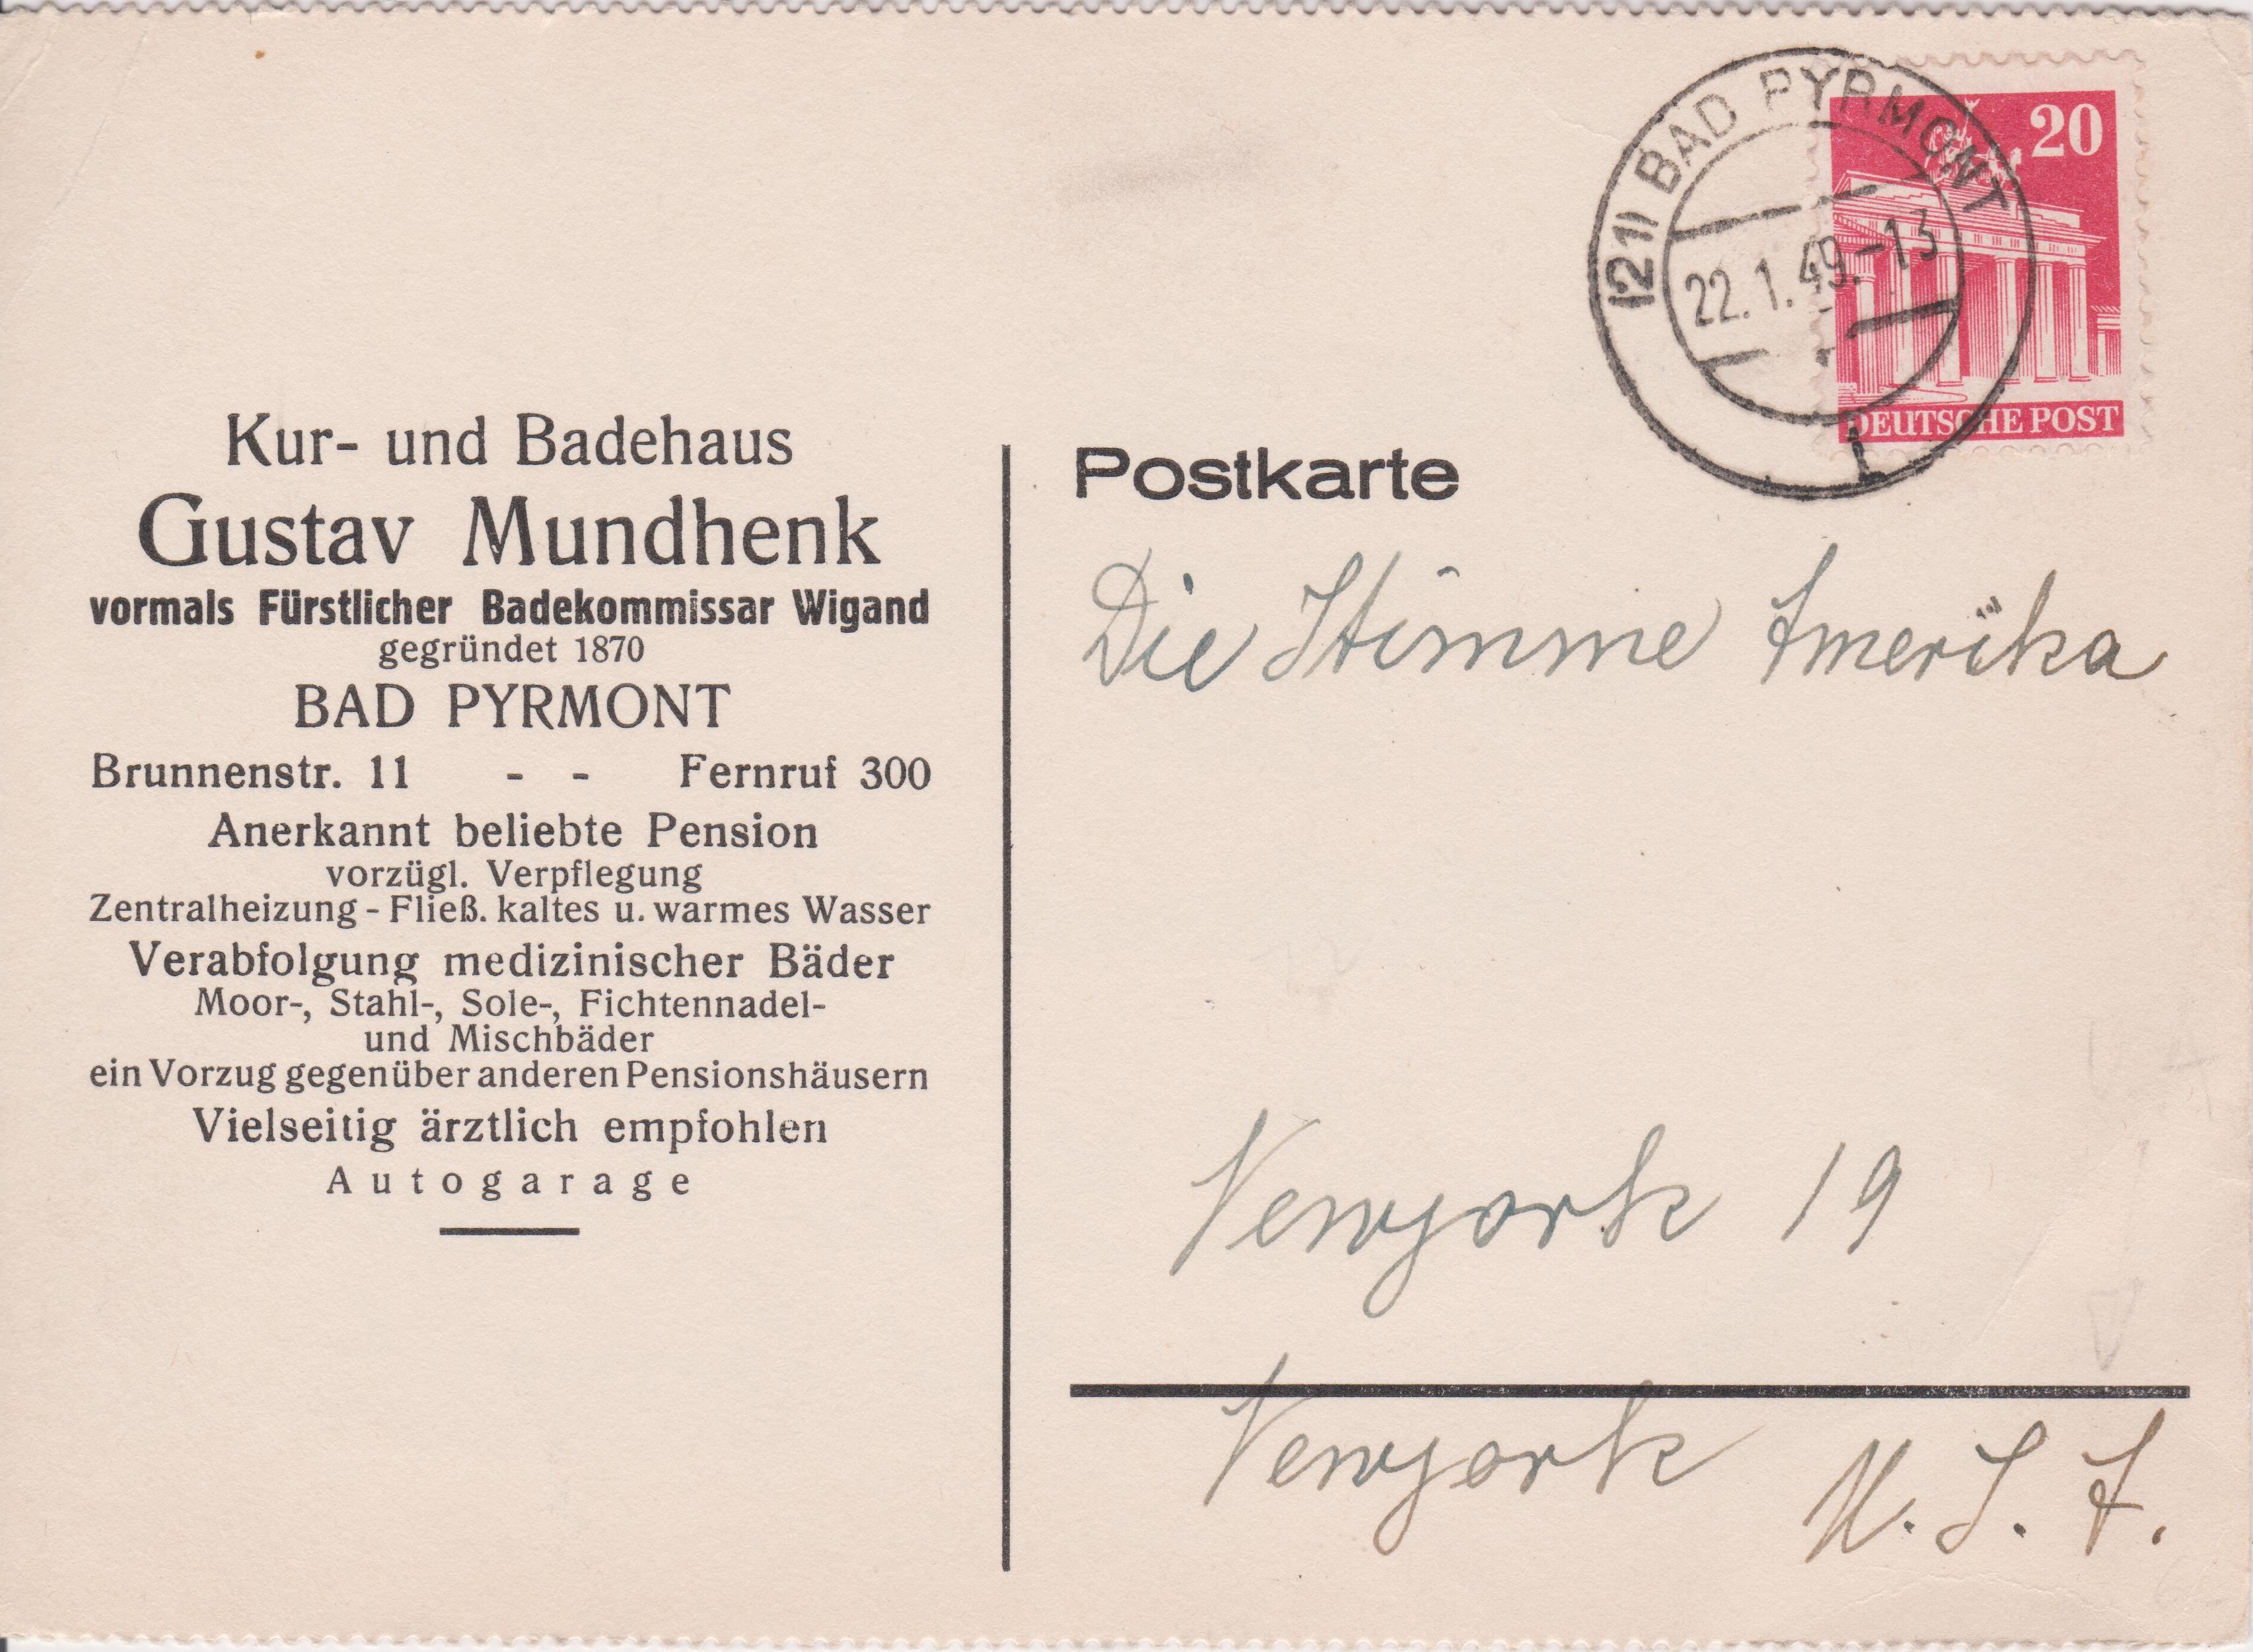 Kur- und Badehaus
Gustav Mundhenk
vormals Fürstlicher Badekommissar Wigand
gegründet 1870
BAD PYRMONT
Brunnenstr. 11 - - Fernruf 300
Anerkannt beliebte Pension
vorzügl. Verpflegung
Zentralheizung - Fließ. kaltes u. warmes Wasser
Verabfolgung medizinischer Bäder
Moor-, Stahl-, Sole-, Fichtennadel-
und Mischbäder
ein Vorzug gegenüber anderen Pensionshäusern
Vielseitig ärztlich empfohlen
Autogarage
(21) BAD PYRMONT
22.1.49.-13
1
20
DEUTSCHE POST
Postkarte
Die Stimme Amerika
Newyork 19
Newyork U.S.A.